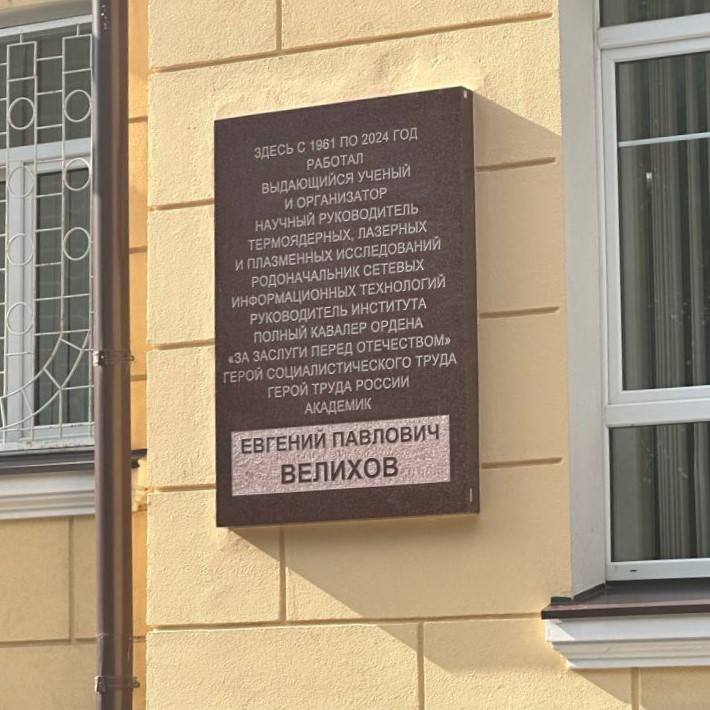 ЗДЕСЬ С 1961 ПО 2024 ГОД
РАБОТАЛ
ВЫДАЮЩИЙСЯ УЧЕНЫЙ
И ОРГАНИЗАТОР
НАУЧНЫЙ РУКОВОДИТЕЛЬ
ТЕРМОЯДЕРНЫХ, ЛАЗЕРНЫХ
И ПЛАЗМЕННЫХ ИССЛЕДОВАНИЙ
РОДОНАЧАЛЬНИК СЕТЕВЫХ
ИНФОРМАЦИОННЫХ ТЕХНОЛОГИЙ
РУКОВОДИТЕЛЬ ИНСТИТУТА
ПОЛНЫЙ КАВАЛЕР ОРДЕНА
«ЗА ЗАСЛУГИ ПЕРЕД ОТЕЧЕСТВОМ»
ГЕРОЙ СОЦИАЛИСТИЧЕСКОГО ТРУДА
ГЕРОЙ ТРУДА РОССИИ
АКАДЕМИК
ЕВГЕНИЙ ПАВЛОВИЧ
ВЕЛИХОВ